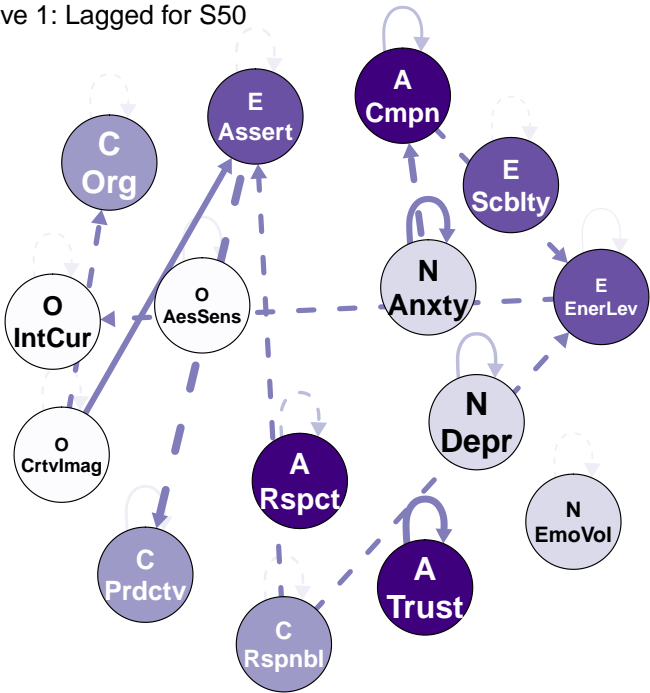 ve 1: Lagged for S50
A
Cmpn
E
Assert
C
Org
E
Scblty
N
Anxty
E
EnerLev
O
AesSens
O
IntCur
N
Depr
O
CrtvImag
A
Rspct
N
EmoVol
C
Prdctv
A
Trust
C
Rspnbl